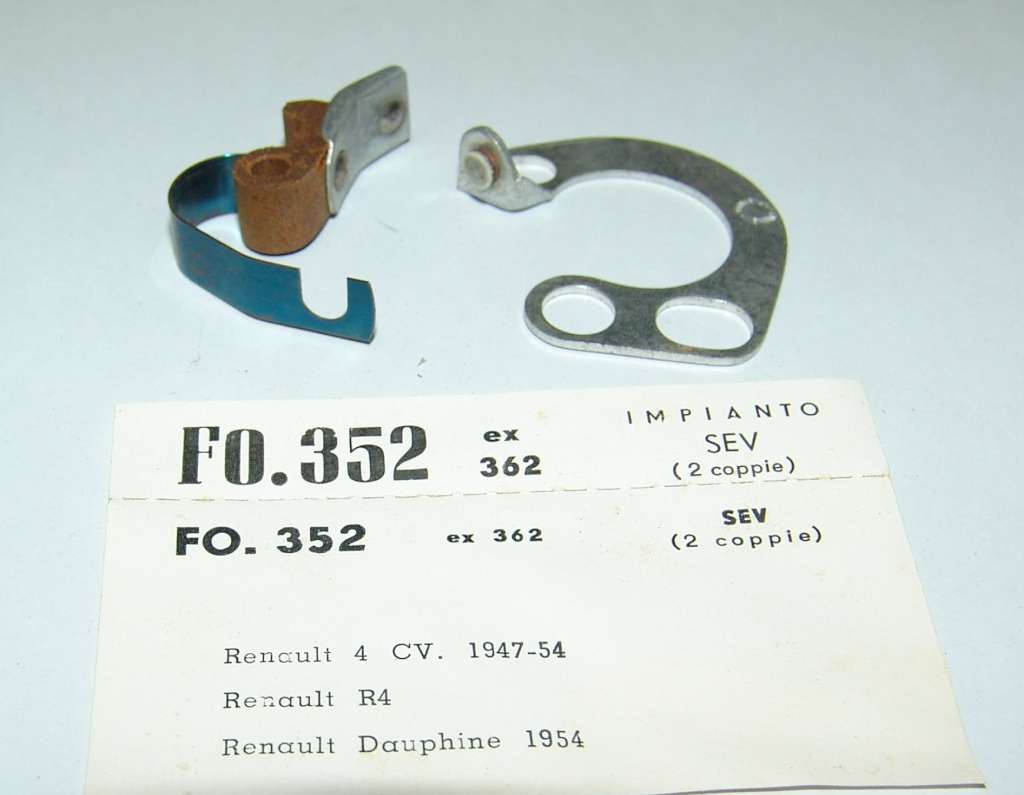 FO.352 ex 362 IMPIANTO SEV (2 coppie)
FO. 352 ex 362 SEV (2 coppie)
Renault 4 CV. 1947-54
Renault R4
Renault Dauphine 1954